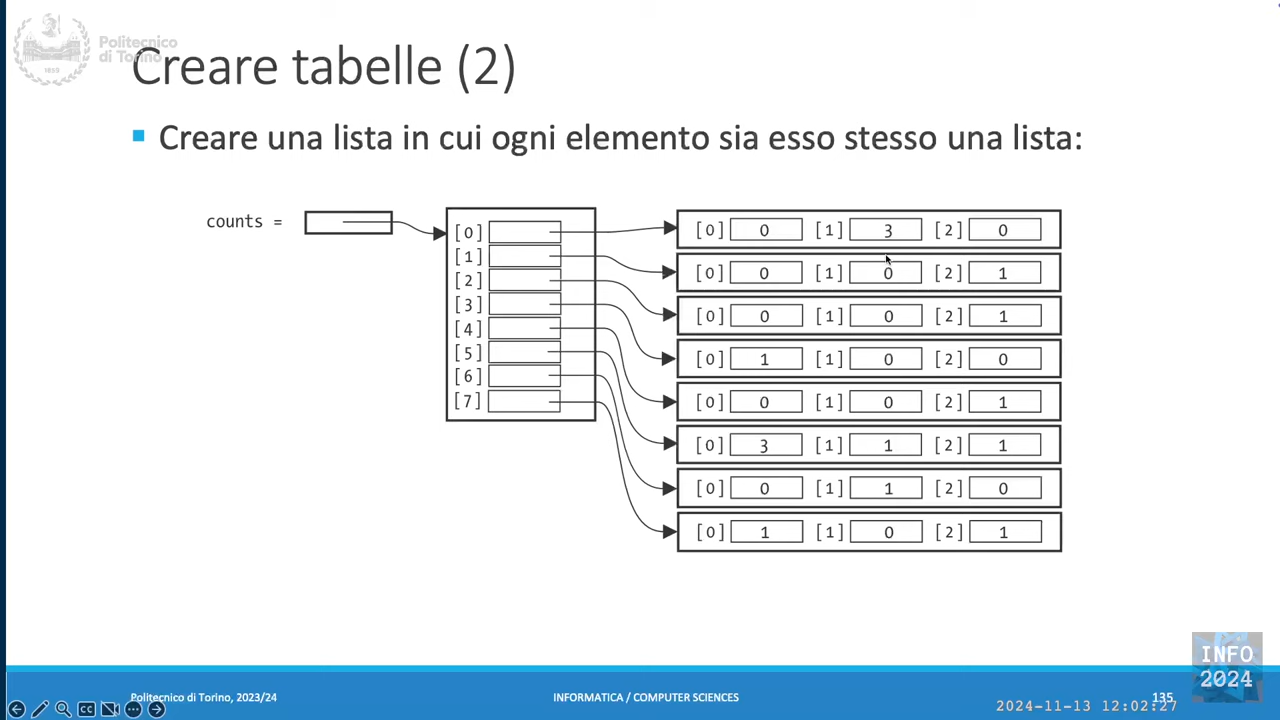 Politecnico
di Torino
1859
Creare tabelle (2)
Creare una lista in cui ogni elemento sia esso stesso una lista:
counts =
[0]
[1]
[2]
[3]
[4]
[5]
[6]
[7]
[0] 0 [1] 3 [2] 0
[0] 0 [1] 0 [2] 1
[0] 0 [1] 0 [2] 1
[0] 1 [1] 0 [2] 0
[0] 0 [1] 0 [2] 1
[0] 3 [1] 1 [2] 1
[0] 0 [1] 1 [2] 0
[0] 1 [1] 0 [2] 1
INFO
2024
Politecnico di Torino, 2023/24
INFORMATICA / COMPUTER SCIENCES
135
CC
2024-11-13 12:02:27